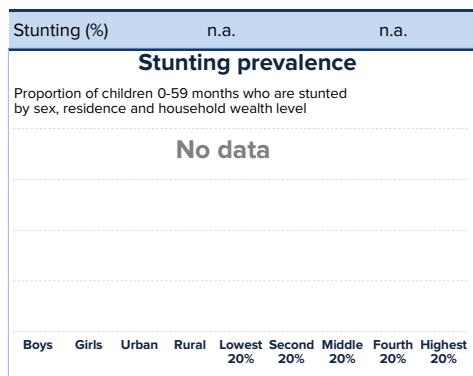 Stunting (%) n.a. n.a.
Stunting prevalence
Proportion of children 0-59 months who are stunted
by sex, residence and household wealth level
No data
Boys Girls Urban Rural Lowest Second Middle Fourth Highest
20% 20% 20% 20% 20%